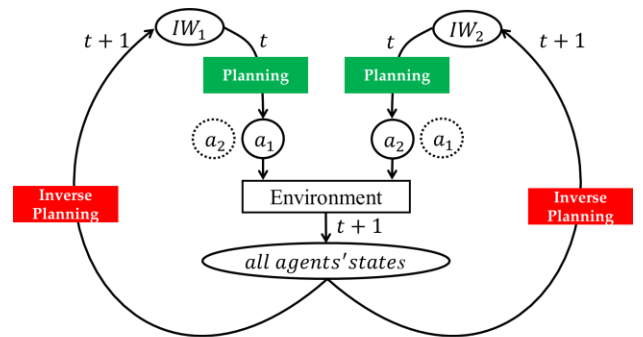 t + 1
IW₁
t
t
IW₂
t + 1
Planning
Planning
a₂
a₁
a₂
a₁
Inverse
Planning
Environment
Inverse
Planning
t + 1
all agents'states